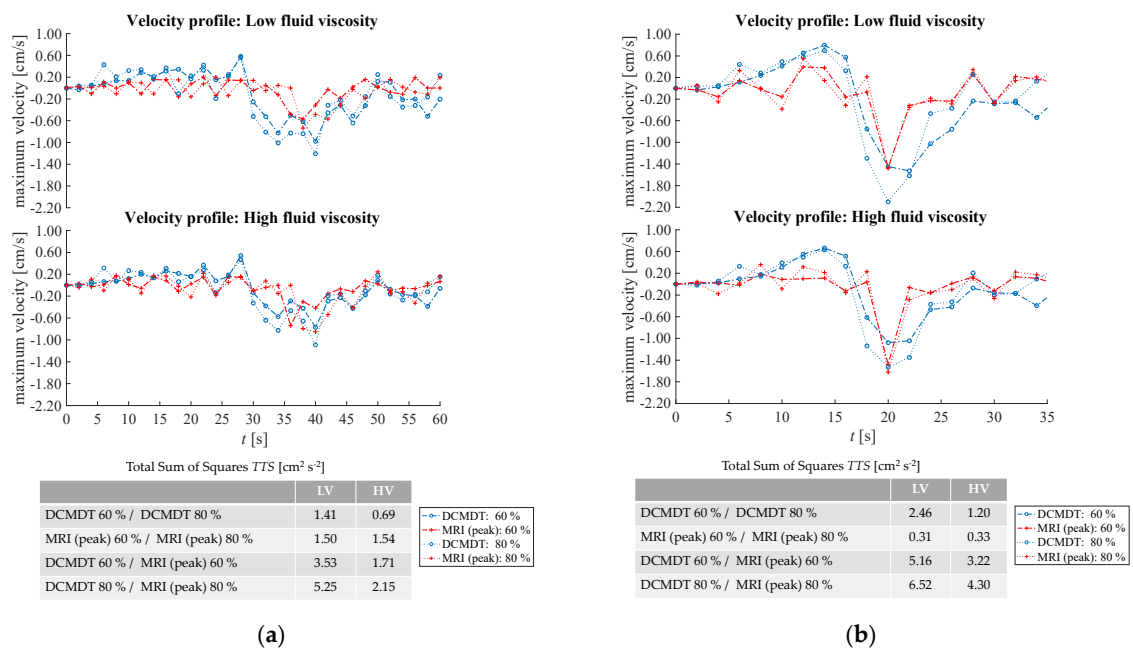 Velocity profile: Low fluid viscosity
maximum velocity [cm/s]
1.00
0.20
-0.20
-0.60
-1.00
-1.40
-1.80
-2.20
Velocity profile: High fluid viscosity
maximum velocity [cm/s]
1.00
0.60
0.20
-0.20
-0.60
-1.00
-1.40
-1.80
-2.20
0 5 10 15 20 25 30 35 40 45 50 55 60
t [s]
Total Sum of Squares TTS [cm² s⁻²]
LV HV
DCMDT 60 % / DCMDT 80 % 1.41 0.69
MRI (peak) 60 % / MRI (peak) 80 % 1.50 1.54
DCMDT 60 % / MRI (peak) 60 % 3.53 1.71
DCMDT 80 % / MRI (peak) 80 % 5.25 2.15
DCMDT: 60 %
MRI (peak): 60 %
DCMDT: 80 %
MRI (peak): 80 %
(a)
Velocity profile: Low fluid viscosity
maximum velocity [cm/s]
1.00
0.60
0.20
-0.20
-0.60
-1.00
-1.40
-1.80
-2.20
Velocity profile: High fluid viscosity
maximum velocity [cm/s]
1.00
0.60
0.20
-0.20
-0.60
-1.00
-1.40
-1.80
-2.20
0 5 10 15 20 25 30 35
t [s]
Total Sum of Squares TTS [cm² s⁻²]
LV HV
DCMDT 60 % / DCMDT 80 % 2.46 1.20
MRI (peak) 60 % / MRI (peak) 80 % 0.31 0.33
DCMDT 60 % / MRI (peak) 60 % 5.16 3.22
DCMDT 80 % / MRI (peak) 80 % 6.52 4.30
DCMDT: 60 %
MRI (peak): 60 %
DCMDT: 80 %
MRI (peak): 80 %
(b)